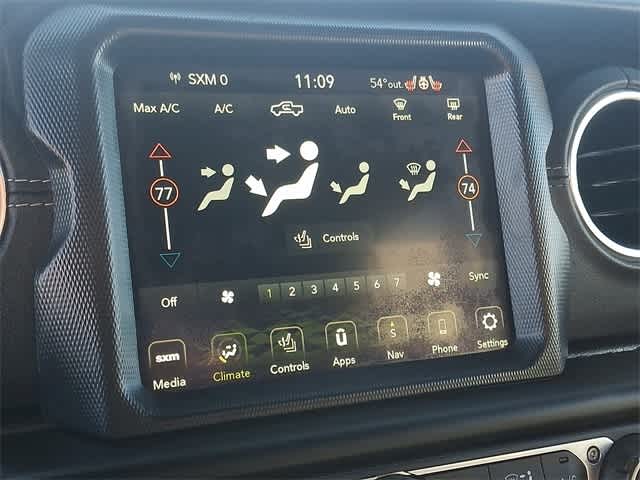 SXM 0 11:09 54°out.
Max A/C A/C Auto Front Rear
77 74
Controls
Off 1 2 3 4 5 6 7 Sync
sxm ū S
Media Climate Controls Apps Nav Phone Settings